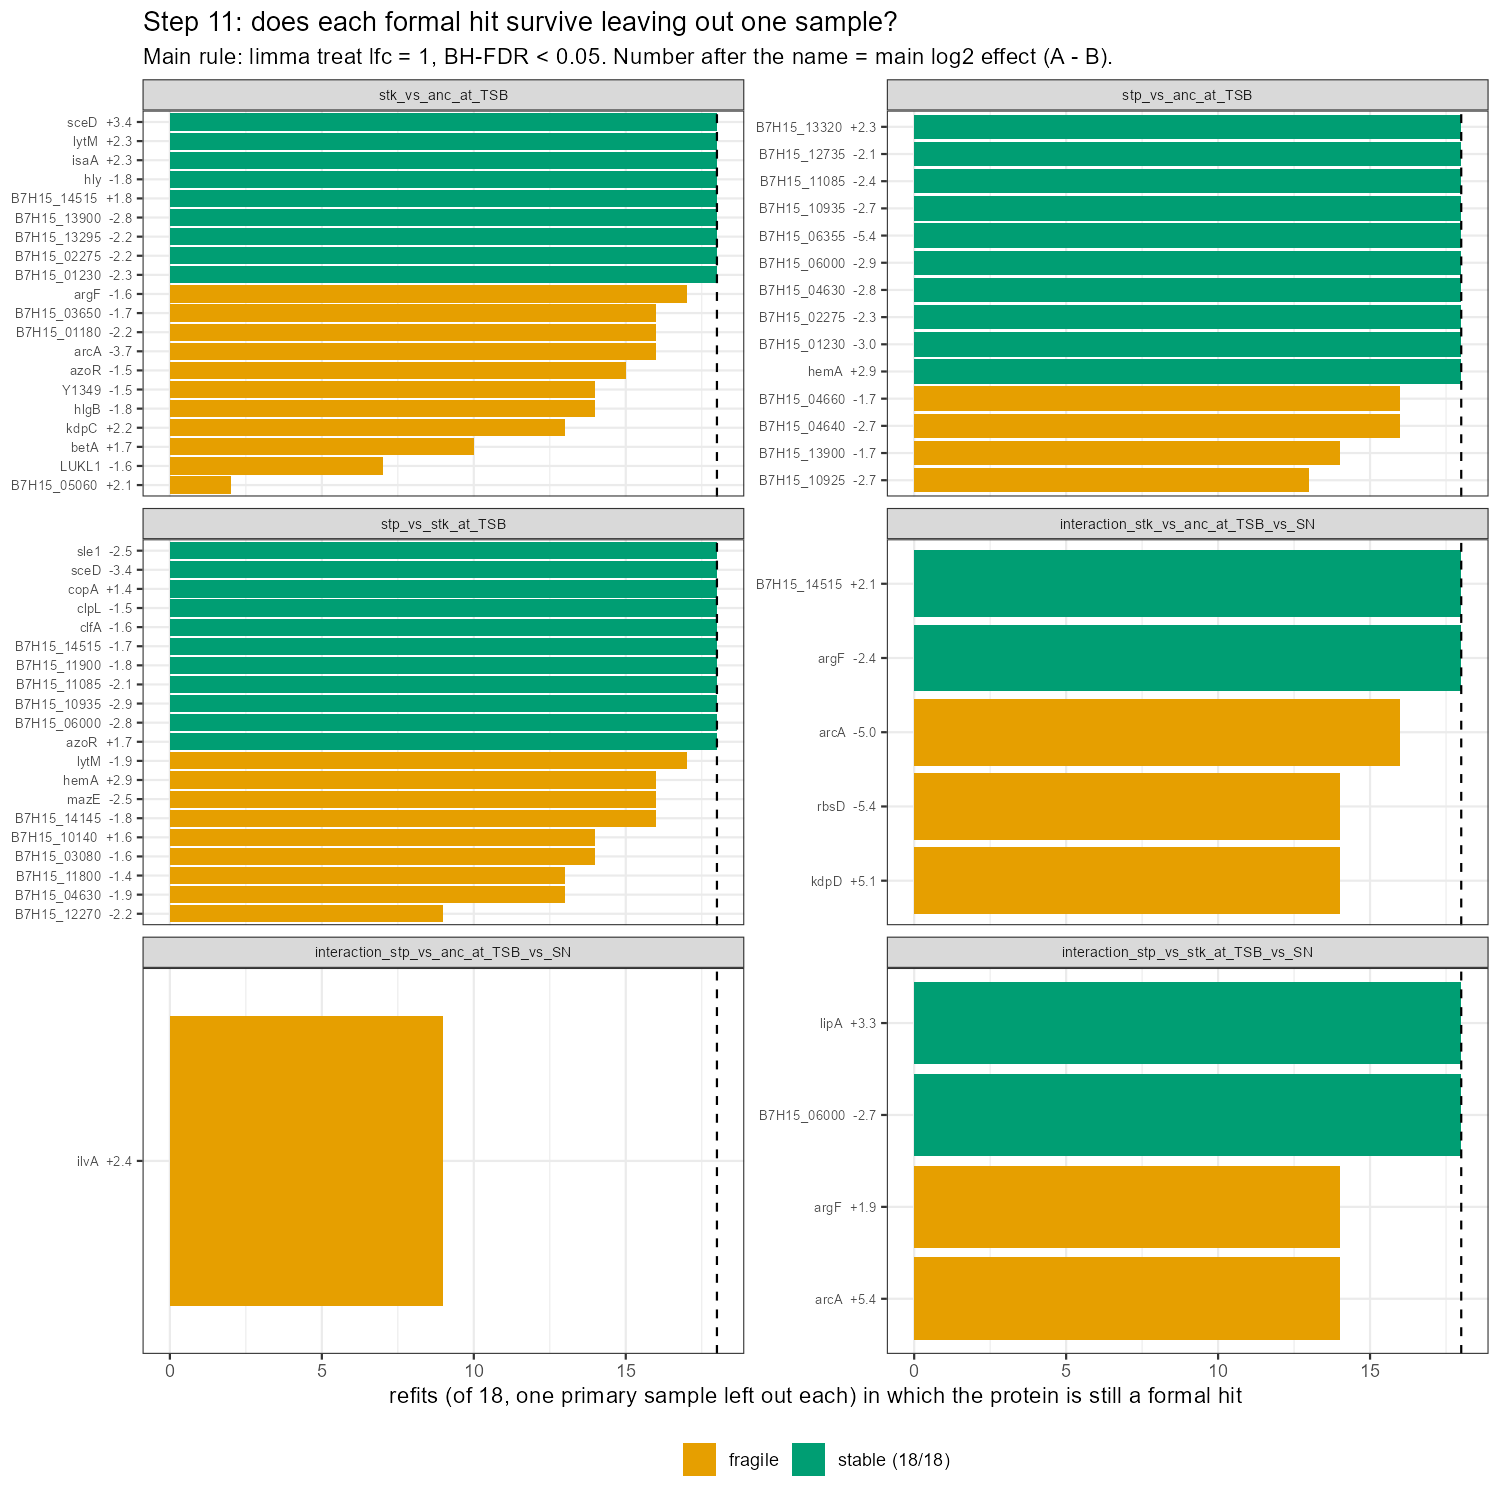 Step 11: does each formal hit survive leaving out one sample?
Main rule: limma treat lfc = 1, BH-FDR < 0.05. Number after the name = main log2 effect (A - B).
stk_vs_anc_at_TSB
sceD +3.4
lytM +2.3
isaA +2.3
hly -1.8
B7H15_14515 +1.8
B7H15_13900 -2.8
B7H15_13295 -2.2
B7H15_02275 -2.2
B7H15_01230 -2.3
argF -1.6
B7H15_03650 -1.7
B7H15_01180 -2.2
arcA -3.7
azoR -1.5
Y1349 -1.5
hlgB -1.8
kdpC +2.2
betA +1.7
LUKL1 -1.6
B7H15_05060 +2.1
stp_vs_anc_at_TSB
B7H15_13320 +2.3
B7H15_12735 -2.1
B7H15_11085 -2.4
B7H15_10935 -2.7
B7H15_06355 -5.4
B7H15_06000 -2.9
B7H15_04630 -2.8
B7H15_02275 -2.3
B7H15_01230 -3.0
hemA +2.9
B7H15_04660 -1.7
B7H15_04640 -2.7
B7H15_13900 -1.7
B7H15_10925 -2.7
stp_vs_stk_at_TSB
sle1 -2.5
sceD -3.4
copA +1.4
clpL -1.5
clfA -1.6
B7H15_14515 -1.7
B7H15_11900 -1.8
B7H15_11085 -2.1
B7H15_10935 -2.9
B7H15_06000 -2.8
azoR +1.7
lytM -1.9
hemA +2.9
mazE -2.5
B7H15_14145 -1.8
B7H15_10140 +1.6
B7H15_03080 -1.6
B7H15_11800 -1.4
B7H15_04630 -1.9
B7H15_12270 -2.2
interaction_stk_vs_anc_at_TSB_vs_SN
B7H15_14515 +2.1
argF -2.4
arcA -5.0
rbsD -5.4
kdpD +5.1
interaction_stp_vs_anc_at_TSB_vs_SN
ilvA +2.4
0 5 10 15
interaction_stp_vs_stk_at_TSB_vs_SN
lipA +3.3
B7H15_06000 -2.7
argF +1.9
arcA +5.4
0 5 10 15
refits (of 18, one primary sample left out each) in which the protein is still a formal hit
fragile
stable (18/18)